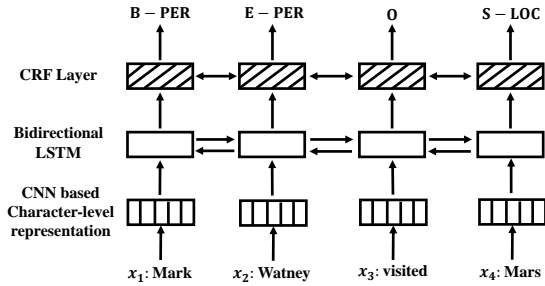 B – PER E – PER O S – LOC
CRF Layer
Bidirectional
LSTM
CNN based
Character-level
representation
x₁: Mark x₂: Watney x₃: visited x₄: Mars